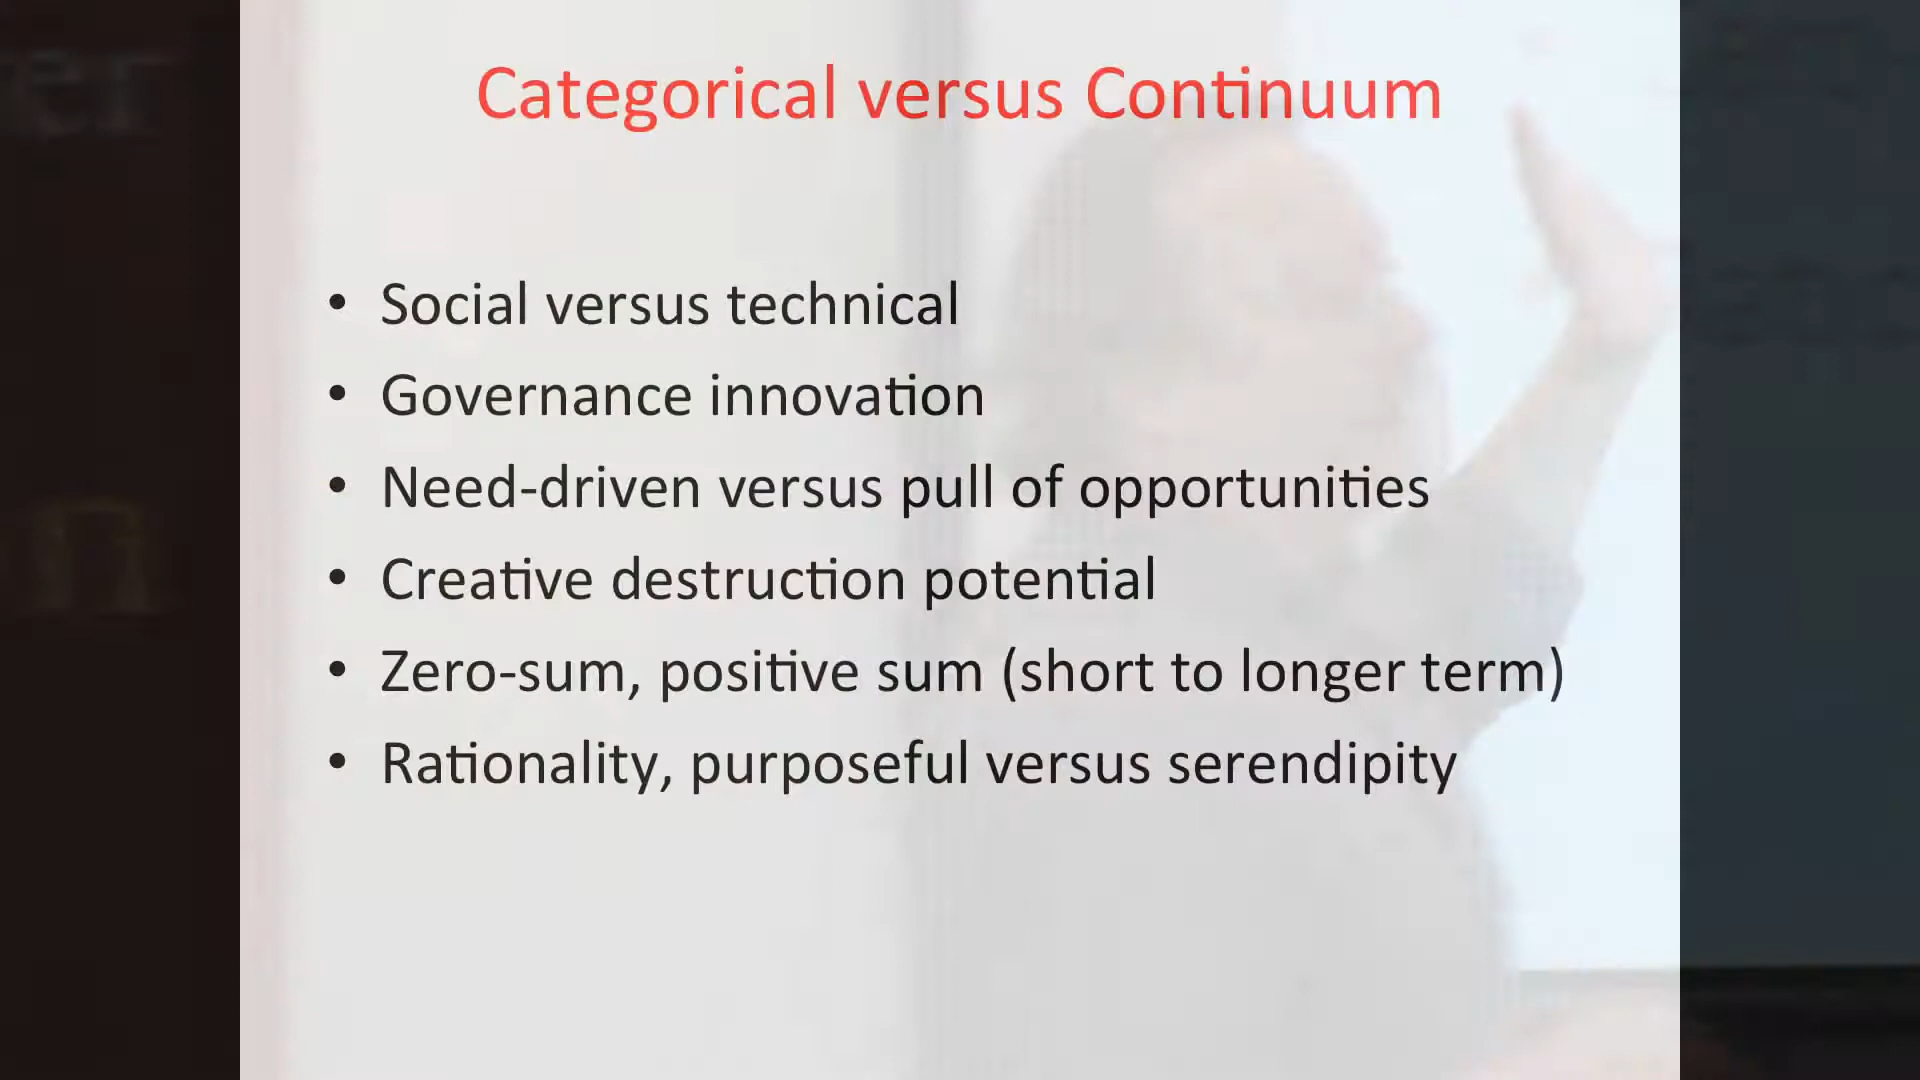 Categorical versus Continuum
• Social versus technical
• Governance innovation
• Need-driven versus pull of opportunities
• Creative destruction potential
• Zero-sum, positive sum (short to longer term)
• Rationality, purposeful versus serendipity